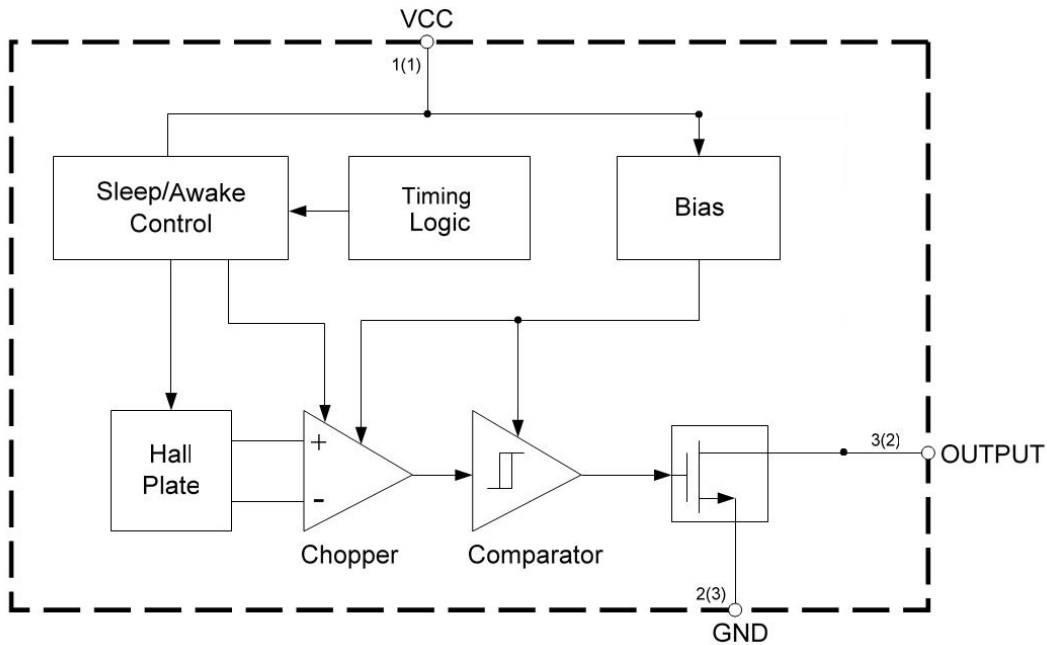 VCC
1(1)
Sleep/Awake
Control
Timing
Logic
Bias
Hall
Plate
+
-
Chopper
Comparator
3(2)
OUTPUT
2(3)
GND